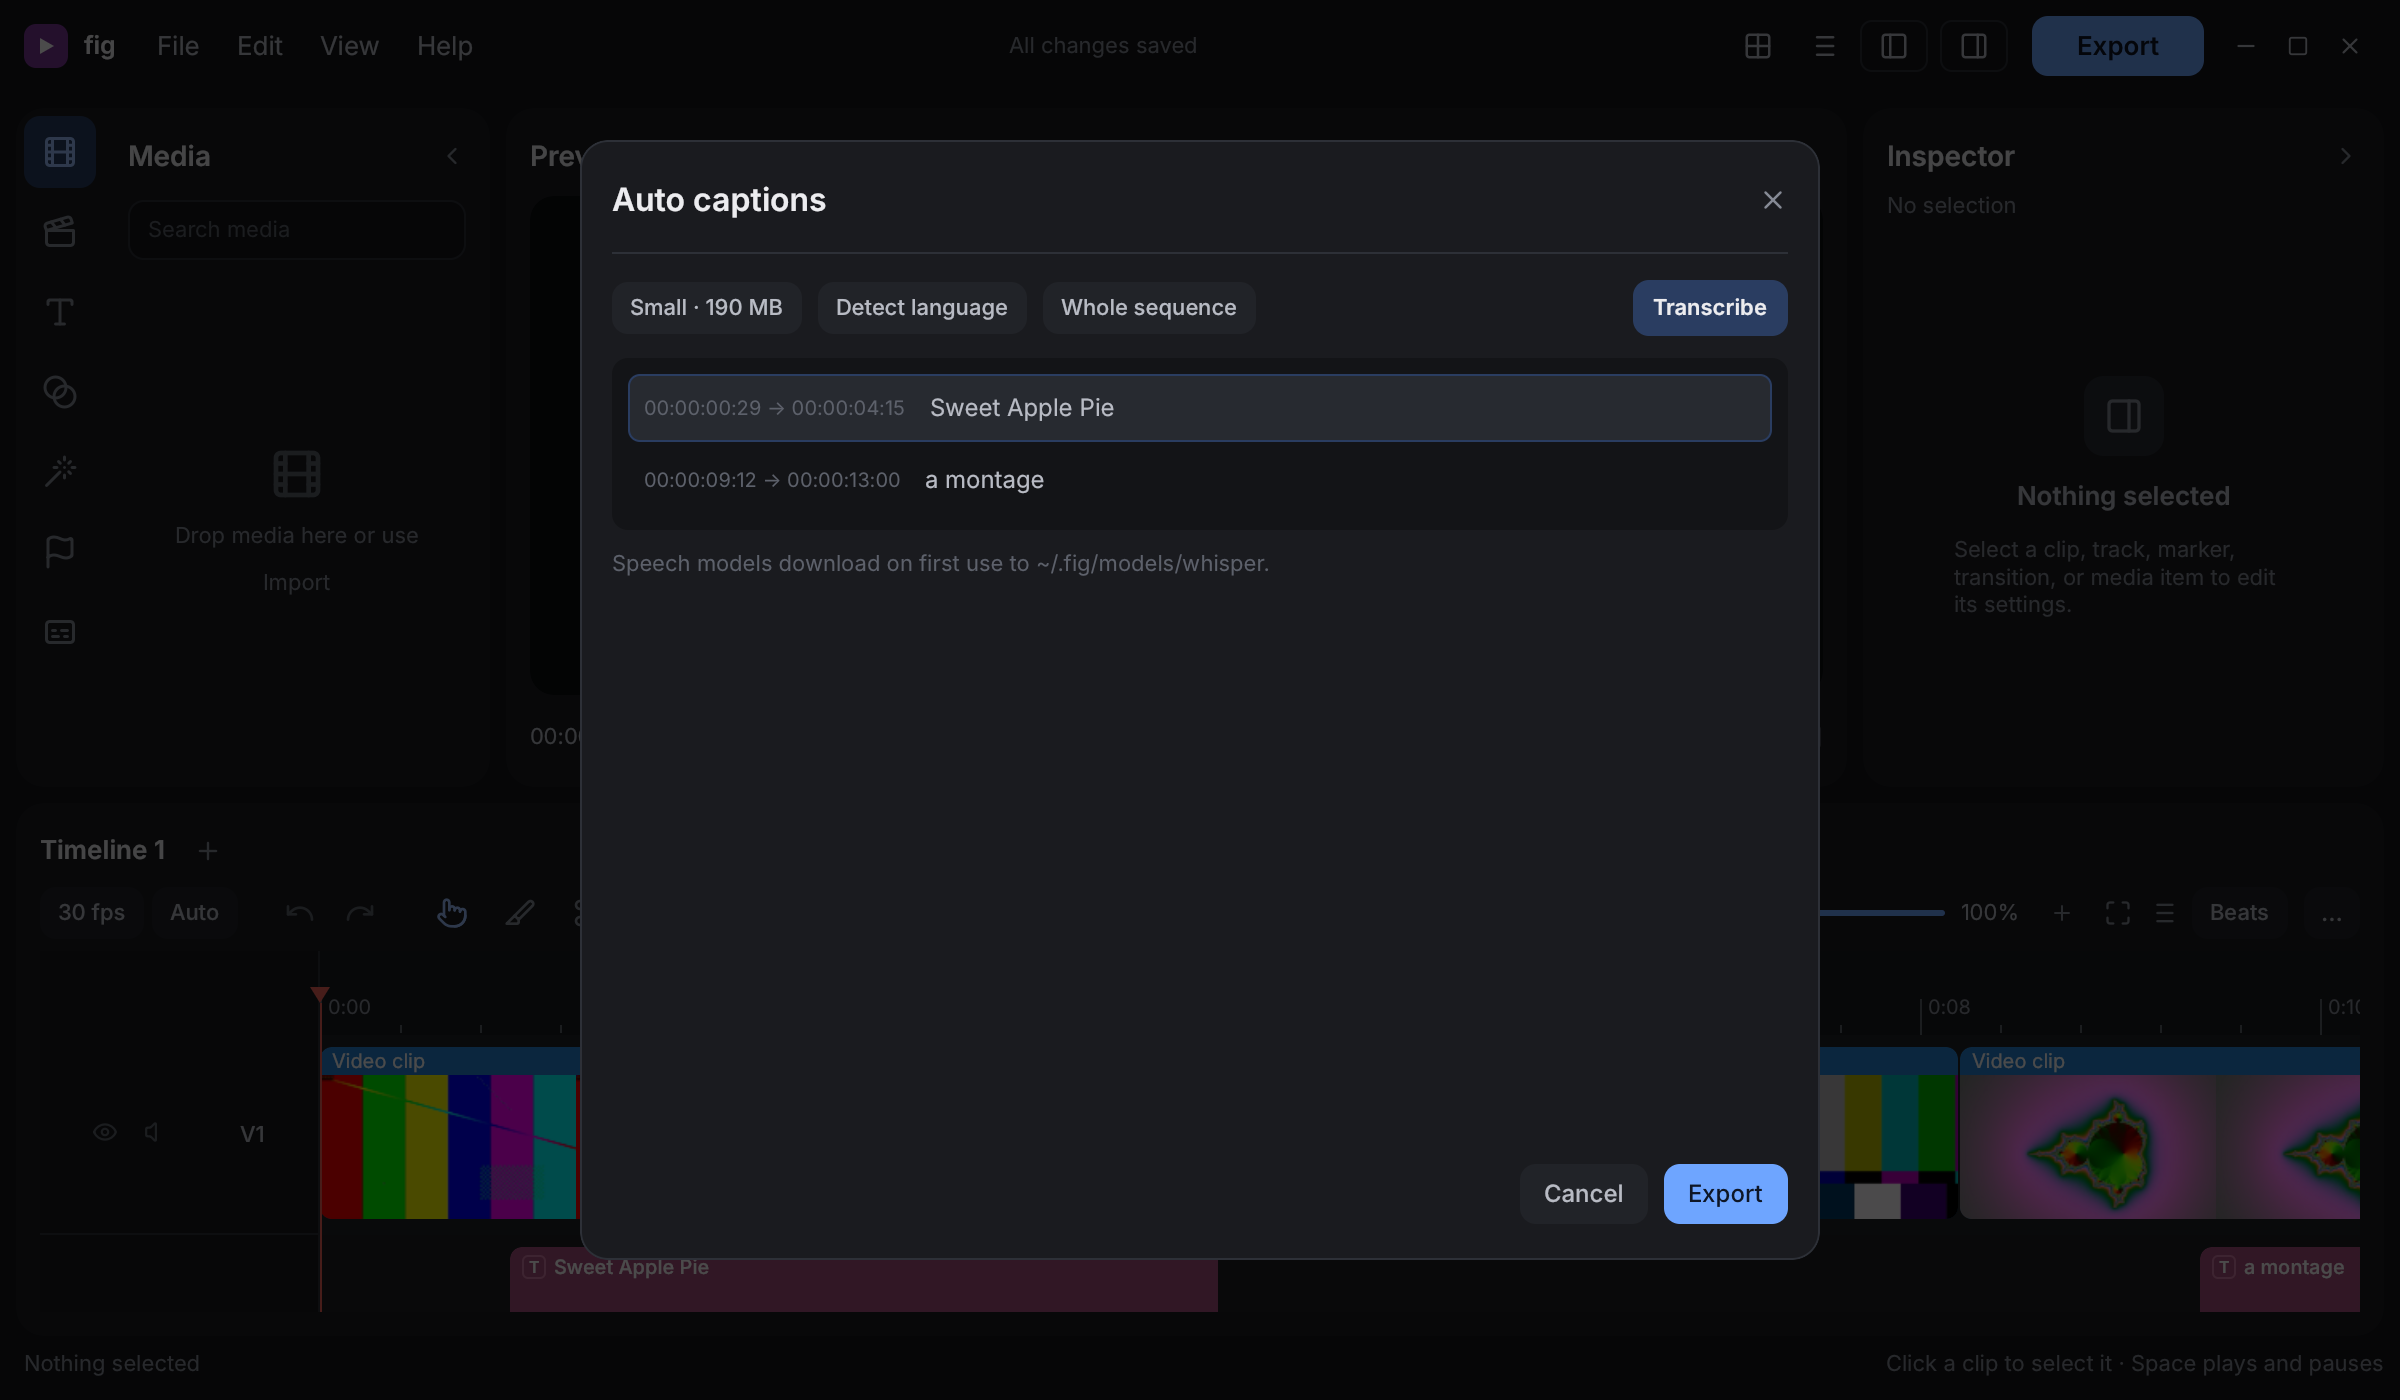 fig File Edit View Help All changes saved Export
Media
Search media
Drop media here or use
Import
Prev
00:00
Inspector
No selection
Nothing selected
Select a clip, track, marker,
transition, or media item to edit
its settings.
Auto captions
Small · 190 MB Detect language Whole sequence Transcribe
00:00:00:29 → 00:00:04:15 Sweet Apple Pie
00:00:09:12 → 00:00:13:00 a montage
Speech models download on first use to ~/.fig/models/whisper.
Cancel Export
Timeline 1
30 fps Auto 100% Beats ...
0:00 0:08 0:10
Video clip Video clip
V1
T Sweet Apple Pie T a montage
Nothing selected Click a clip to select it · Space plays and pauses